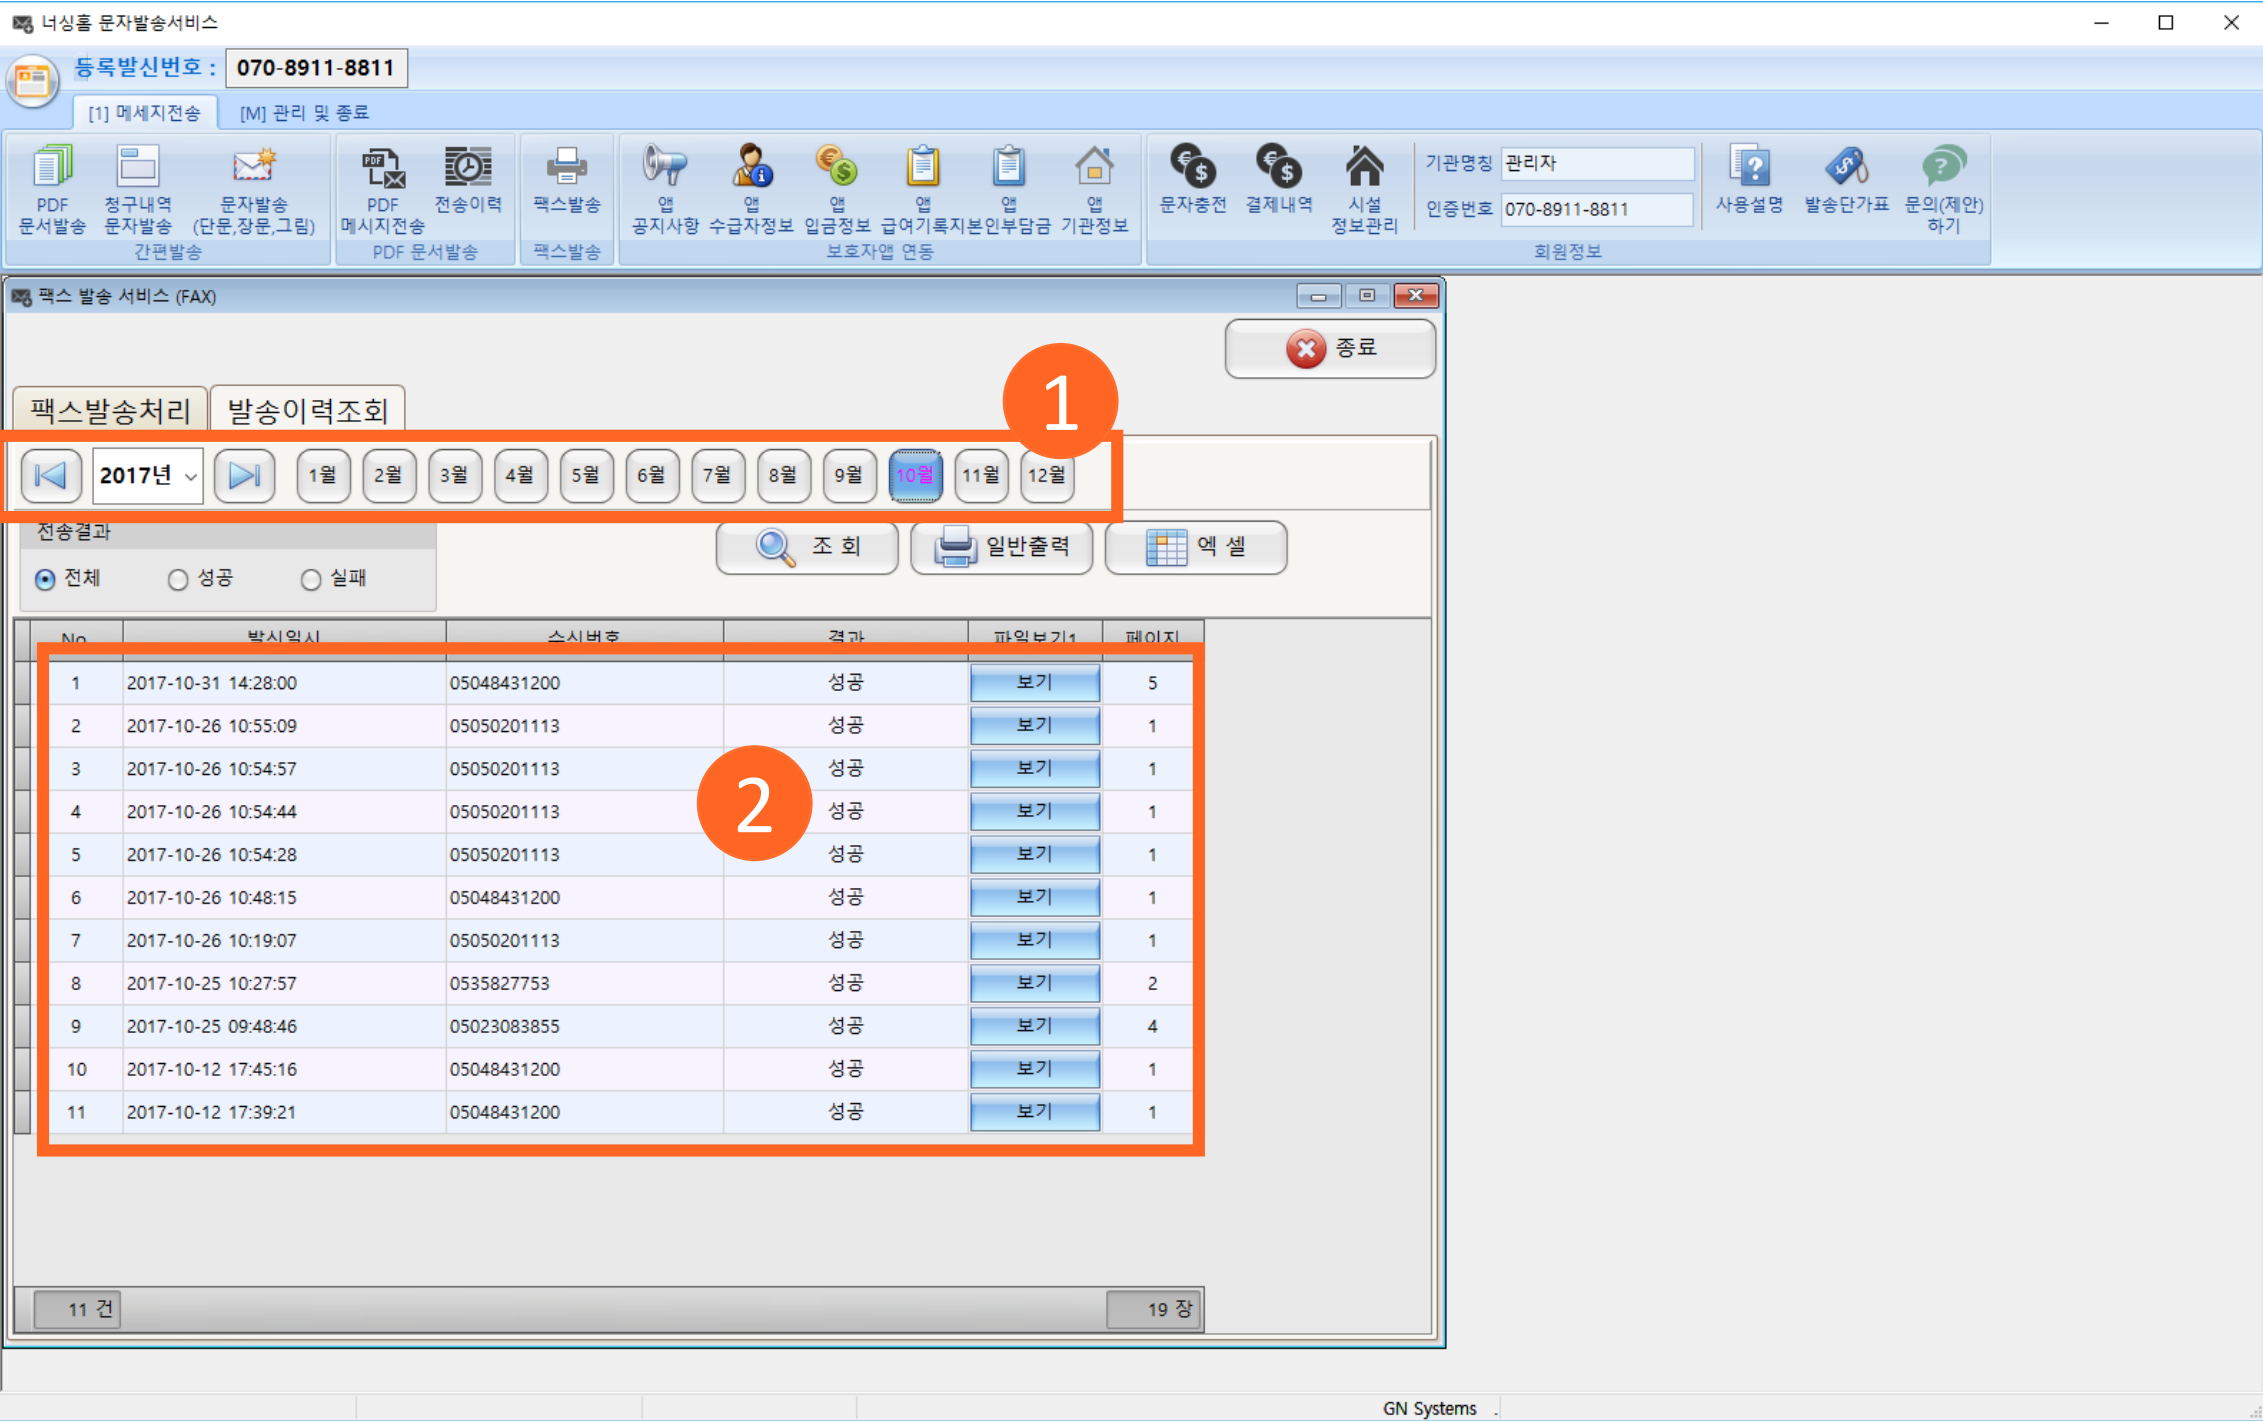 너싱홈 문자발송서비스
등록발신번호 : 070-8911-8811
[1] 메세지전송 [M] 관리 및 종료
PDF 문서발송
청구내역 문자발송
문자발송 (단문,장문,그림)
간편발송
PDF 메시지전송
전송이력
PDF 문서발송
팩스발송
팩스발송
앱 공지사항
앱 수급자정보
앱 입금정보
앱 급여기록지
앱 본인부담금
앱 기관정보
보호자앱 연동
문자충전
결제내역
시설 정보관리
기관명칭 관리자
인증번호 070-8911-8811
사용설명
발송단가표
문의(제안) 하기
회원정보
팩스 발송 서비스 (FAX)
종료
1
팩스발송처리 발송이력조회
2017년 1월 2월 3월 4월 5월 6월 7월 8월 9월 10월 11월 12월
전송결과
전체 성공 실패
조 회 일반출력 엑 셀
No 발신일시 수신번호 결과 파일보기1 페이지
1 2017-10-31 14:28:00 05048431200 성공 보기 5
2 2017-10-26 10:55:09 05050201113 성공 보기 1
3 2017-10-26 10:54:57 05050201113 성공 보기 1
2
4 2017-10-26 10:54:44 05050201113 성공 보기 1
5 2017-10-26 10:54:28 05050201113 성공 보기 1
6 2017-10-26 10:48:15 05048431200 성공 보기 1
7 2017-10-26 10:19:07 05050201113 성공 보기 1
8 2017-10-25 10:27:57 0535827753 성공 보기 2
9 2017-10-25 09:48:46 05023083855 성공 보기 4
10 2017-10-12 17:45:16 05048431200 성공 보기 1
11 2017-10-12 17:39:21 05048431200 성공 보기 1
11 건 19 장
GN Systems .